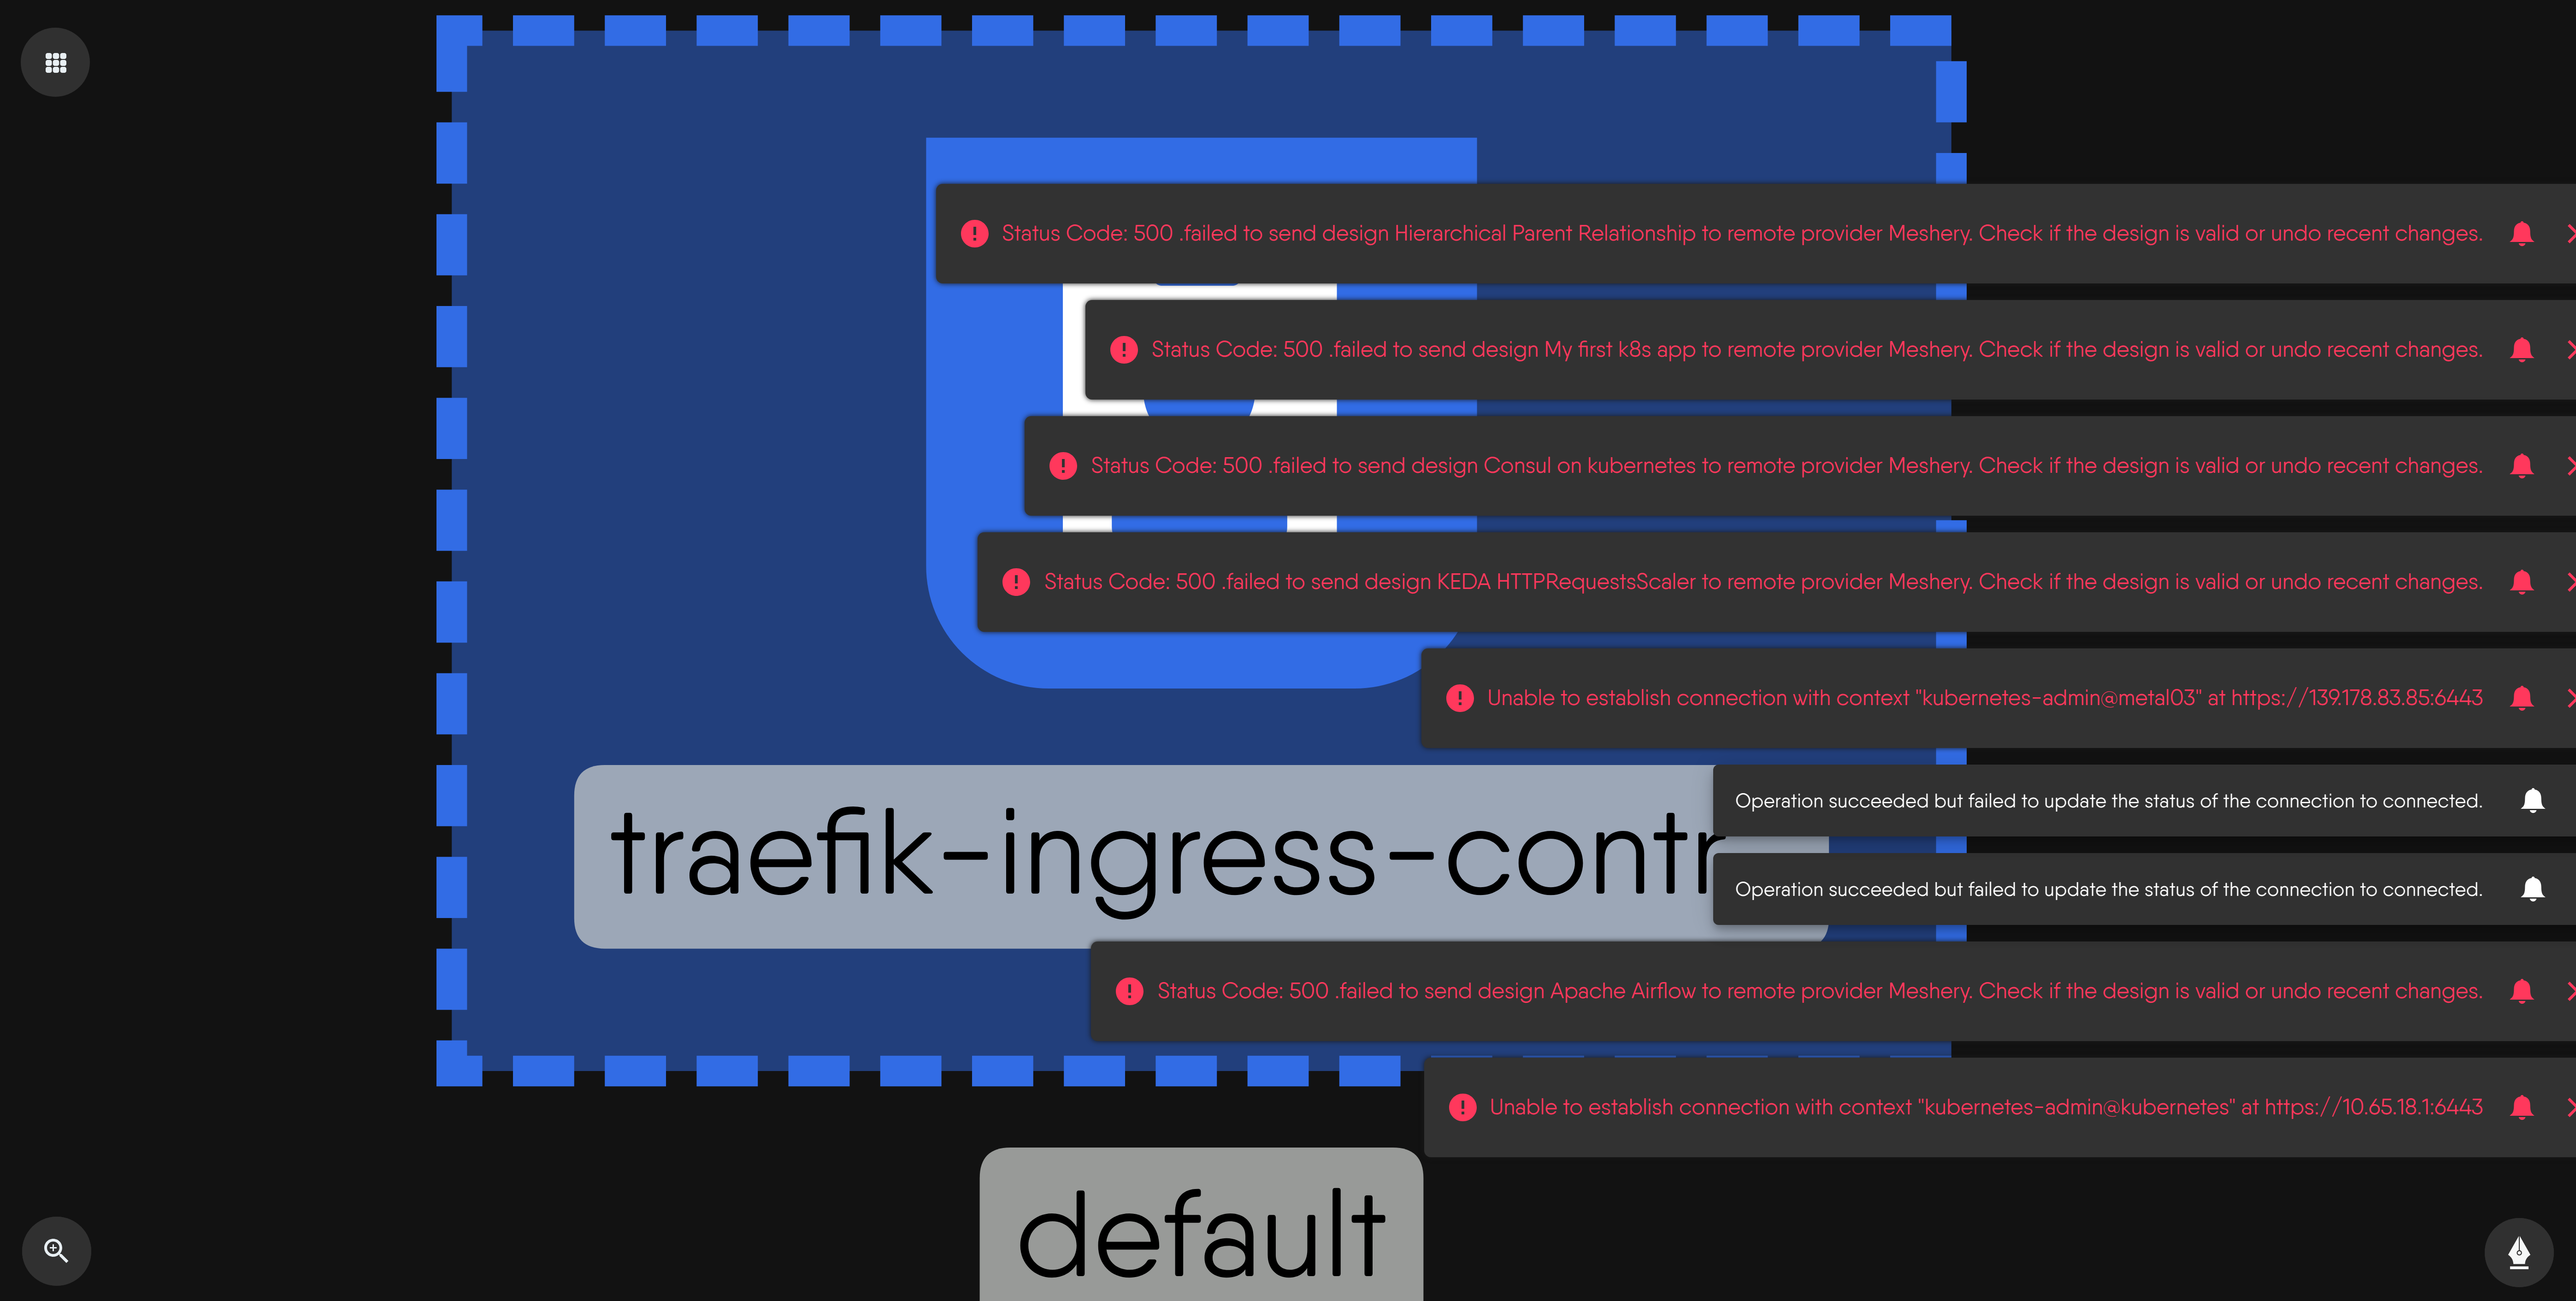 Status Code: 500 .failed to send design Hierarchical Parent Relationship to remote provider Meshery. Check if the design is valid or undo recent changes.
Status Code: 500 .failed to send design My first k8s app to remote provider Meshery. Check if the design is valid or undo recent changes.
Status Code: 500 .failed to send design Consul on kubernetes to remote provider Meshery. Check if the design is valid or undo recent changes.
Status Code: 500 .failed to send design KEDA HTTPRequestsScaler to remote provider Meshery. Check if the design is valid or undo recent changes.
Unable to establish connection with context "kubernetes-admin@metal03" at https://139.178.83.85:6443
Operation succeeded but failed to update the status of the connection to connected.
traefik-ingress-contr
Operation succeeded but failed to update the status of the connection to connected.
Status Code: 500 .failed to send design Apache Airflow to remote provider Meshery. Check if the design is valid or undo recent changes.
Unable to establish connection with context "kubernetes-admin@kubernetes" at https://10.65.18.1:6443
default